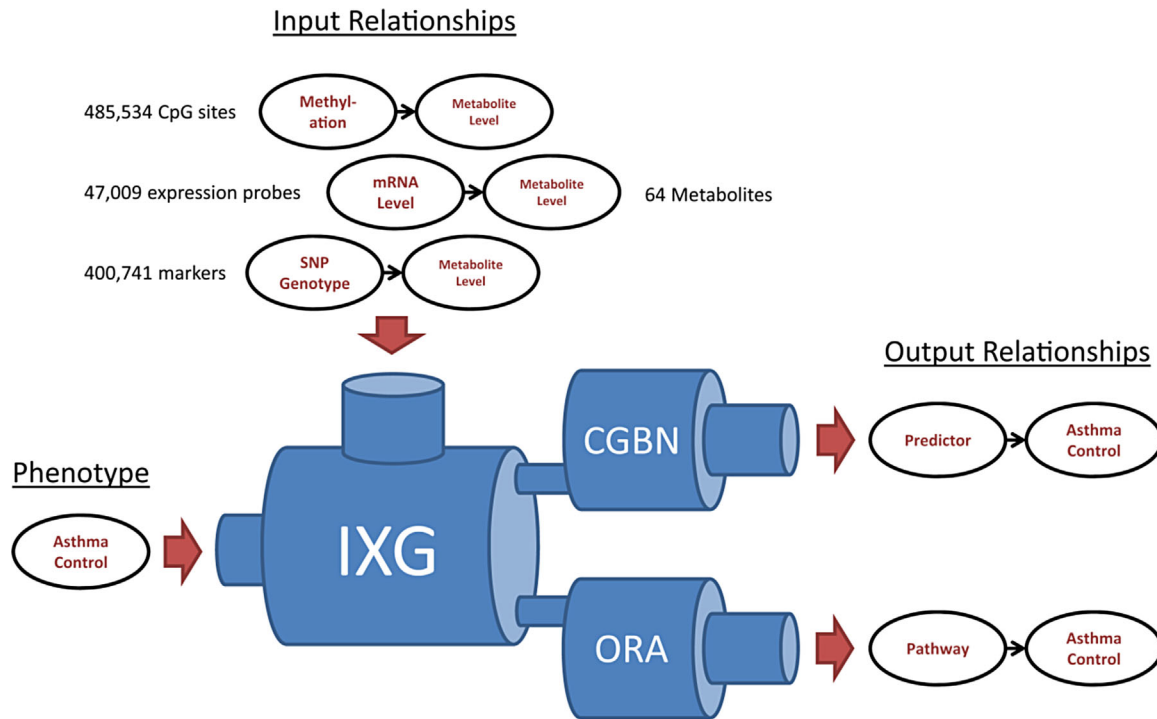 Input Relationships
485,534 CpG sites
Methyl-
ation
Metabolite
Level
47,009 expression probes
mRNA
Level
Metabolite
Level
64 Metabolites
400,741 markers
SNP
Genotype
Metabolite
Level
Phenotype
Asthma
Control
IXG
CGBN
ORA
Output Relationships
Predictor
Asthma
Control
Pathway
Asthma
Control